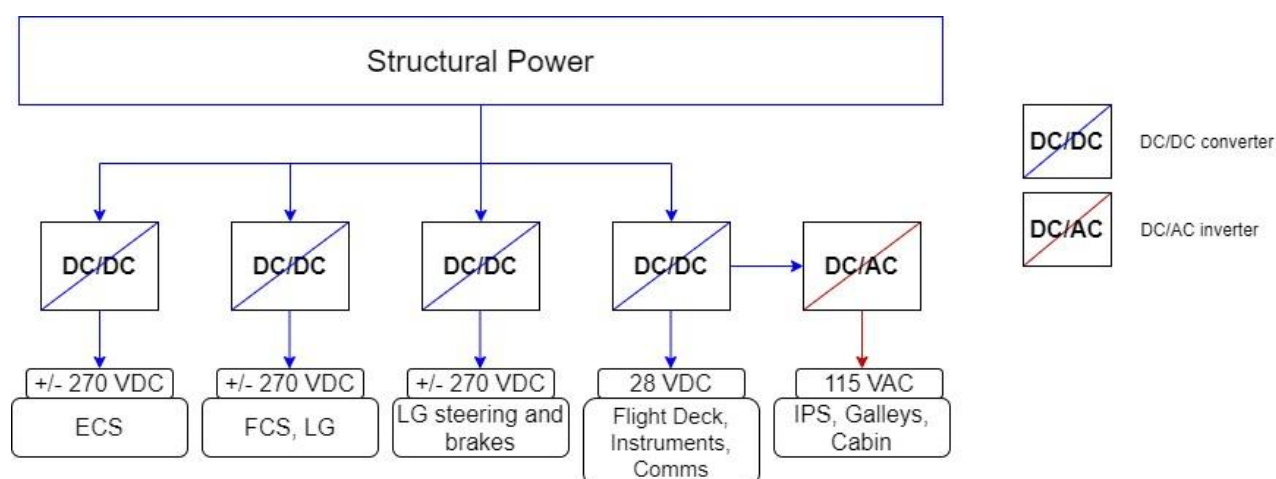 Structural Power
DC/DC
DC/DC converter
DC/AC
DC/AC inverter
DC/DC
DC/DC
DC/DC
DC/DC
DC/AC
+/- 270 VDC
+/- 270 VDC
+/- 270 VDC
28 VDC
115 VAC
ECS
FCS, LG
LG steering and
brakes
Flight Deck,
Instruments,
Comms
IPS, Galleys,
Cabin